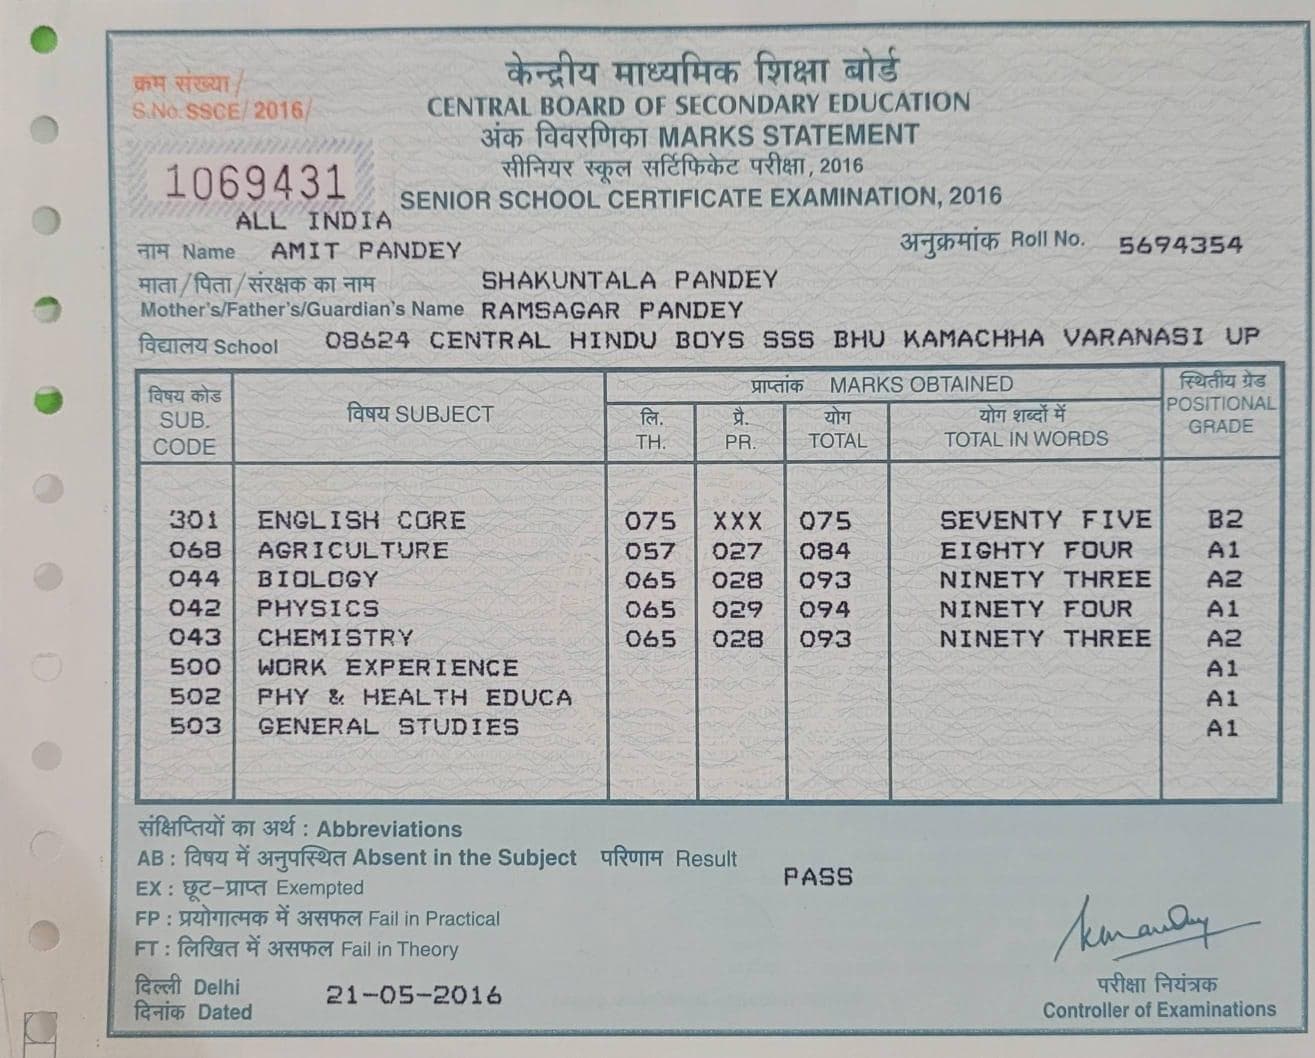 केन्द्रीय माध्यमिक शिक्षा बोर्ड
क्रम संख्या/
S.No. SSCE/ 2016/
CENTRAL BOARD OF SECONDARY EDUCATION
अंक विवरणिका MARKS STATEMENT
सीनियर स्कूल सर्टिफिकेट परीक्षा, 2016
1069431
SENIOR SCHOOL CERTIFICATE EXAMINATION, 2016
ALL INDIA
नाम Name AMIT PANDEY अनुक्रमांक Roll No. 5694354
माता/पिता/संरक्षक का नाम SHAKUNTALA PANDEY
Mother's/Father's/Guardian's Name RAMSAGAR PANDEY
विद्यालय School 08624 CENTRAL HINDU BOYS SSS BHU KAMACHHA VARANASI UP
विषय कोड प्राप्तांक MARKS OBTAINED स्थितीय ग्रेड
SUB. विषय SUBJECT लि. प्रै. योग योग शब्दों में POSITIONAL
CODE TH. PR. TOTAL TOTAL IN WORDS GRADE
301 ENGLISH CORE 075 XXX 075 SEVENTY FIVE B2
068 AGRICULTURE 057 027 084 EIGHTY FOUR A1
044 BIOLOGY 065 028 093 NINETY THREE A2
042 PHYSICS 065 029 094 NINETY FOUR A1
043 CHEMISTRY 065 028 093 NINETY THREE A2
500 WORK EXPERIENCE A1
502 PHY & HEALTH EDUCA A1
503 GENERAL STUDIES A1
संक्षिप्तियों का अर्थ : Abbreviations
AB : विषय में अनुपस्थित Absent in the Subject परिणाम Result PASS
EX : छूट-प्राप्त Exempted
FP : प्रयोगात्मक में असफल Fail in Practical
FT : लिखित में असफल Fail in Theory
दिल्ली Delhi
दिनांक Dated 21-05-2016
परीक्षा नियंत्रक
Controller of Examinations